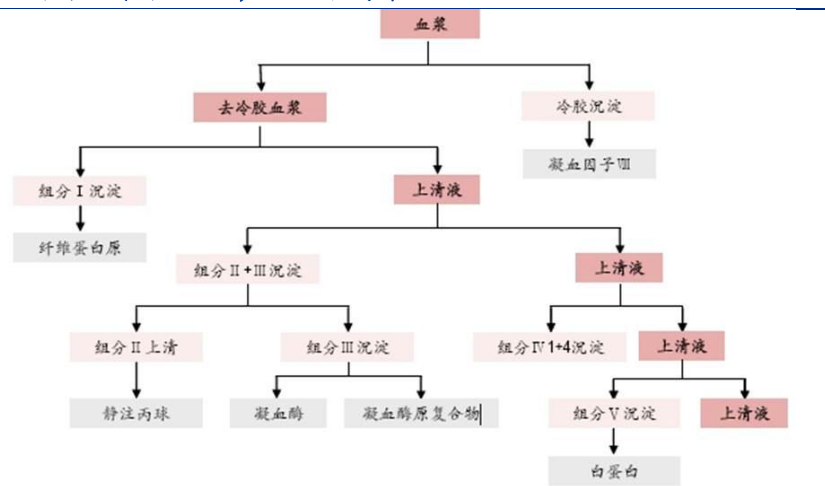 血浆
去冷胶血浆
冷胶沉淀
凝血因子Ⅷ
组分Ⅰ沉淀
上清液
纤维蛋白原
组分Ⅱ+Ⅲ沉淀
上清液
组分Ⅱ上清
组分Ⅲ沉淀
组分Ⅳ1+4沉淀
上清液
静注丙球
凝血酶
凝血酶原复合物
组分Ⅴ沉淀
上清液
白蛋白